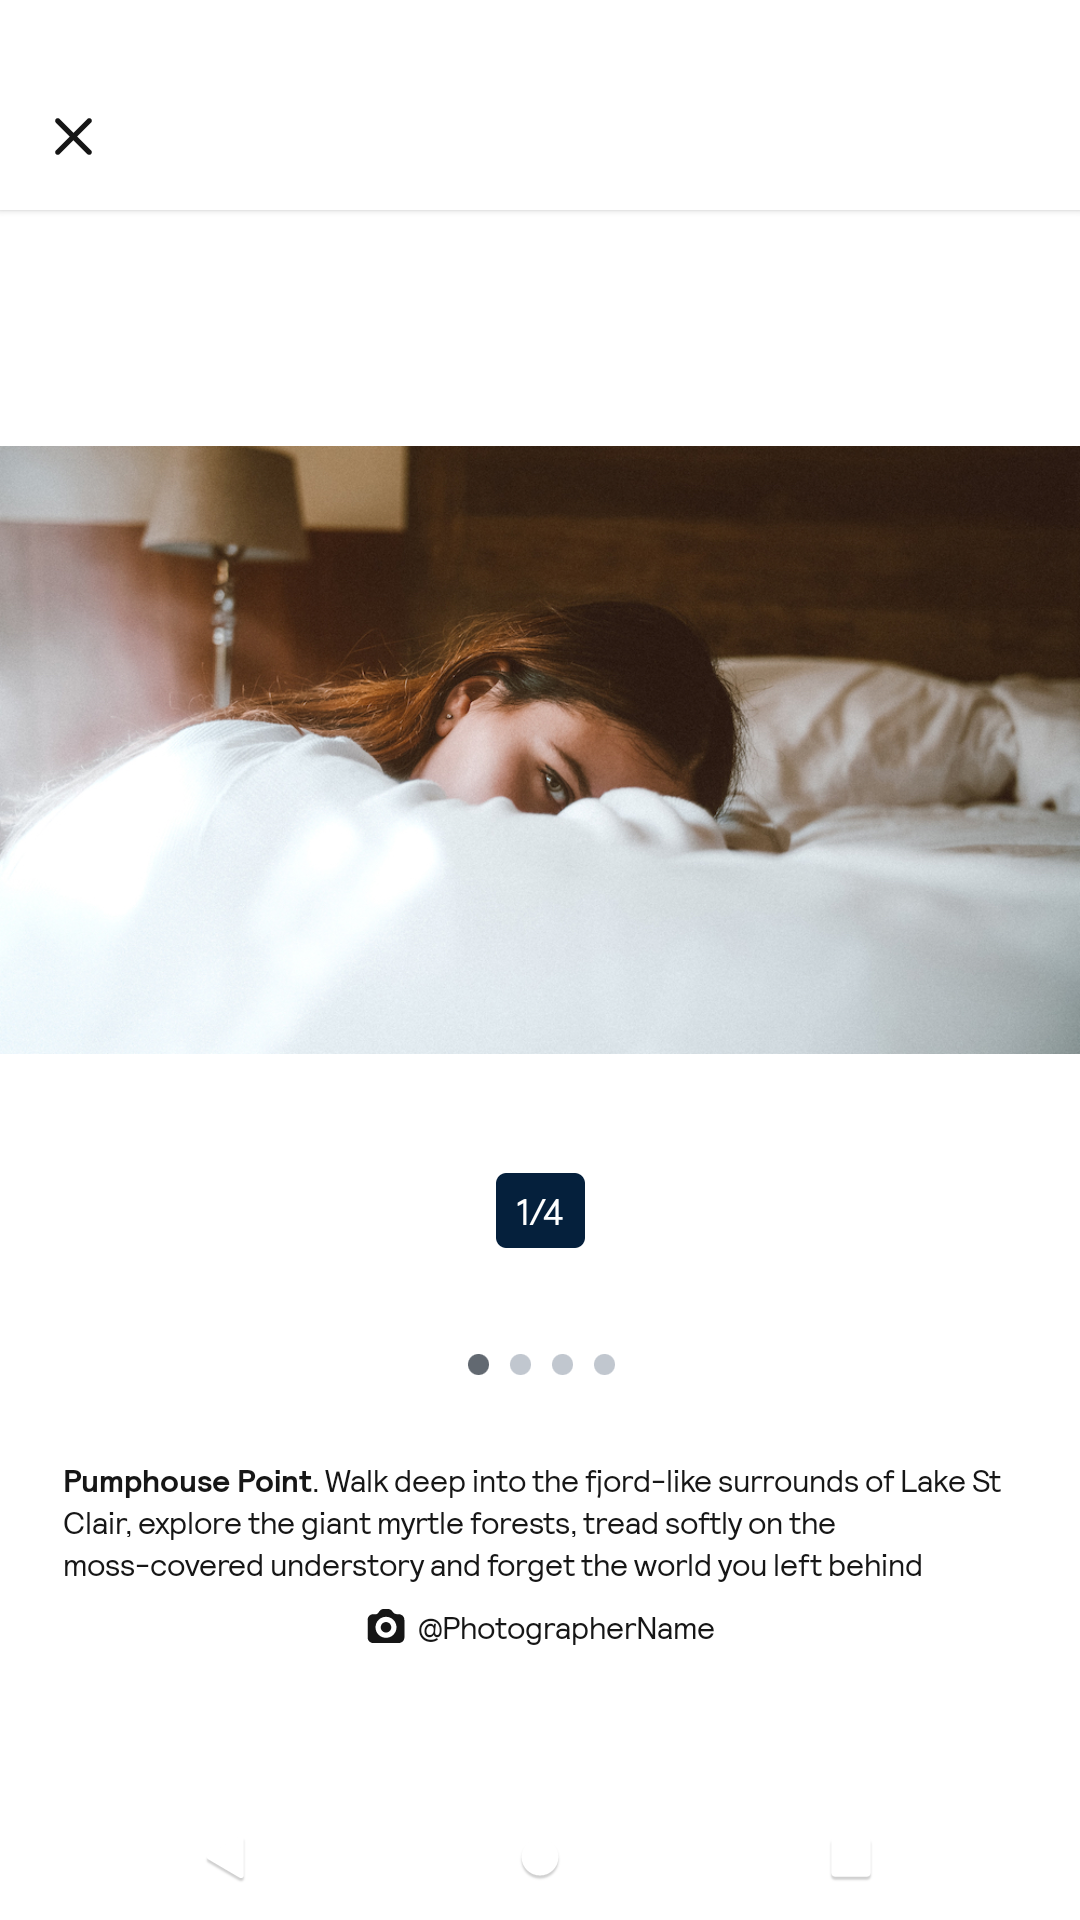 1/4
Pumphouse Point. Walk deep into the fjord-like surrounds of Lake St
Clair, explore the giant myrtle forests, tread softly on the
moss-covered understory and forget the world you left behind
@PhotographerName